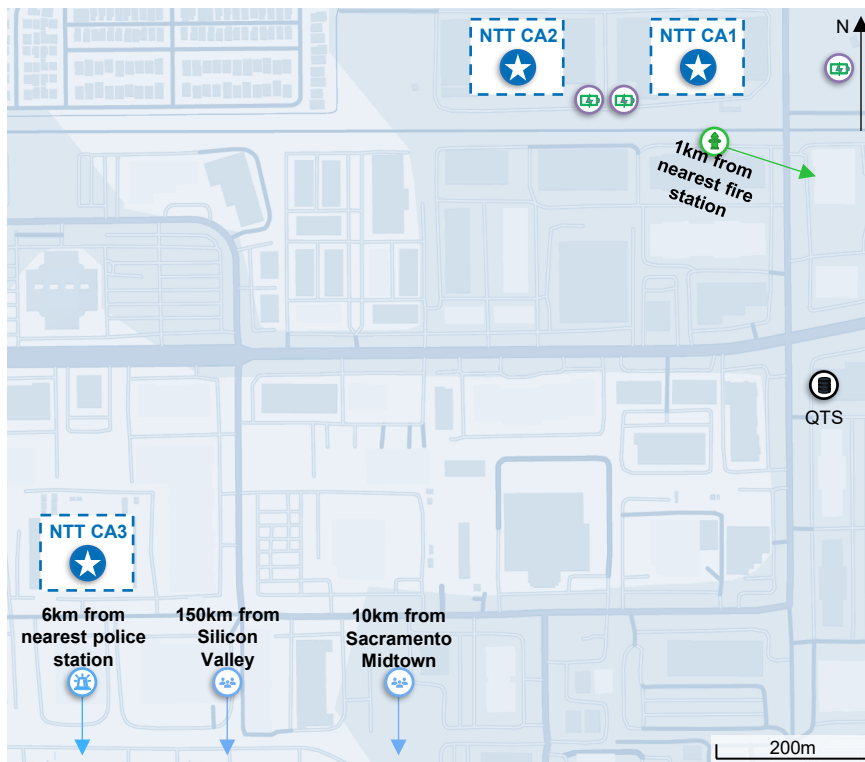 NTT CA2
NTT CA1
N
1km from
nearest fire
station
QTS
NTT CA3
6km from
nearest police
station
150km from
Silicon
Valley
10km from
Sacramento
Midtown
200m